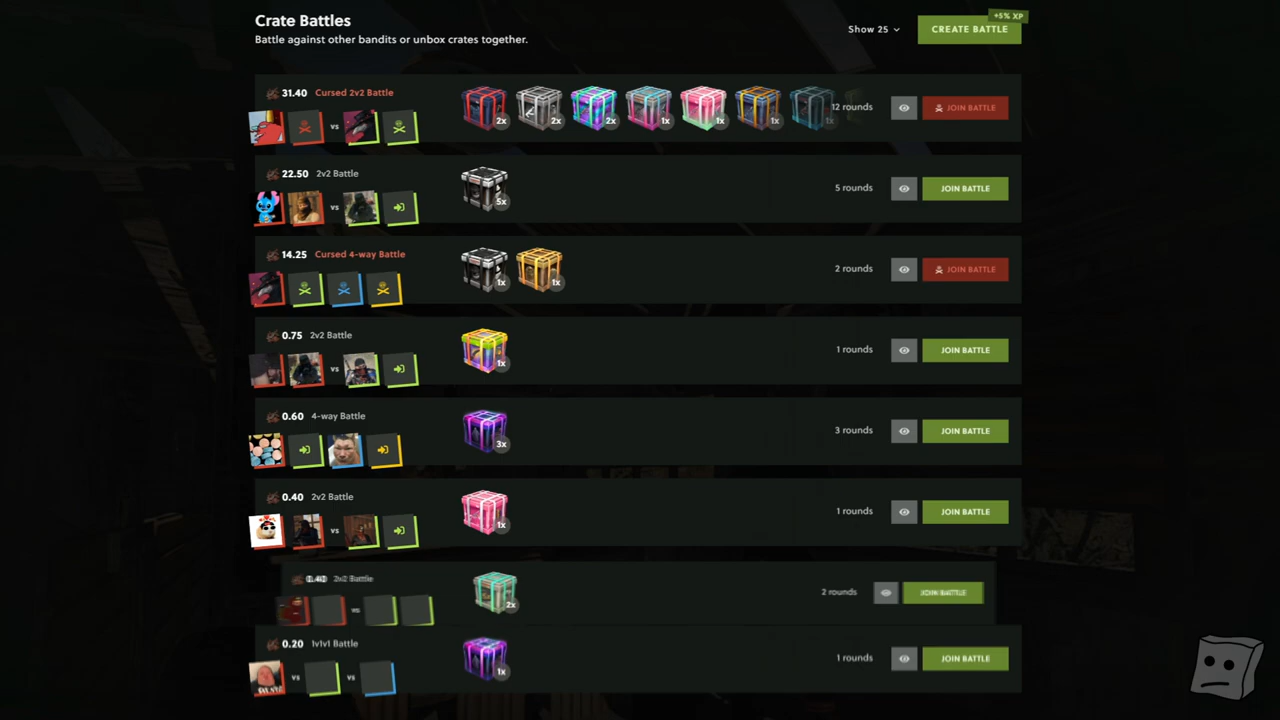 Crate Battles
Battle against other bandits or unbox crates together.
Show 25
+5% XP
CREATE BATTLE
31.40 Cursed 2v2 Battle
vs
2x 2x 2x 1x 1x 1x 1x
12 rounds
JOIN BATTLE
22.50 2v2 Battle
vs
5x
5 rounds
JOIN BATTLE
14.25 Cursed 4-way Battle
1x 1x
2 rounds
JOIN BATTLE
0.75 2v2 Battle
vs
1x
1 rounds
JOIN BATTLE
0.60 4-way Battle
3x
3 rounds
JOIN BATTLE
0.40 2v2 Battle
vs
1x
1 rounds
JOIN BATTLE
2v2 Battle
vs
2x
2 rounds
JOIN BATTLE
0.20 1v1v1 Battle
vs vs
1x
1 rounds
JOIN BATTLE